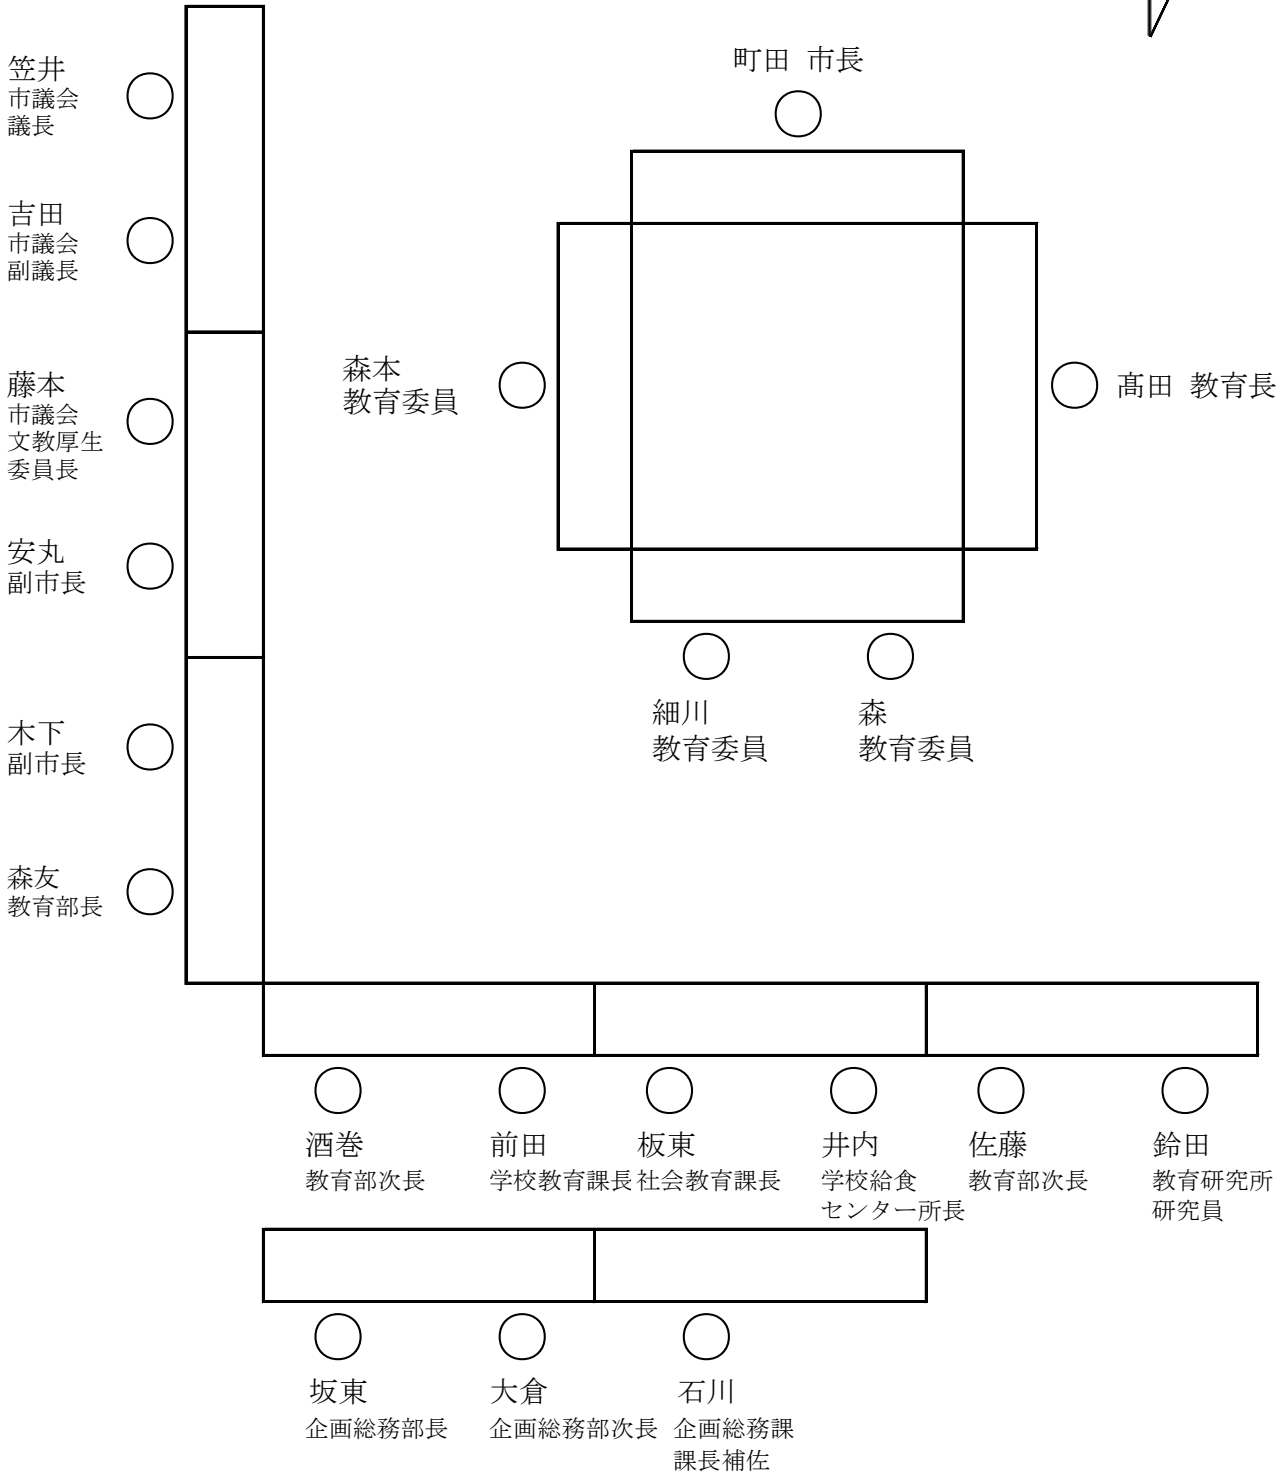 町田 市長
笠井
市議会
議長
吉田
市議会
副議長
藤本
市議会
文教厚生
委員長
安丸
副市長
木下
副市長
森友
教育部長
森本
教育委員
髙田 教育長
細川
教育委員
森
教育委員
酒巻
教育部次長
前田
学校教育課長
板東
社会教育課長
井内
学校給食
センター所長
佐藤
教育部次長
鈴田
教育研究所
研究員
坂東
企画総務部長
大倉
企画総務部次長
石川
企画総務課
課長補佐